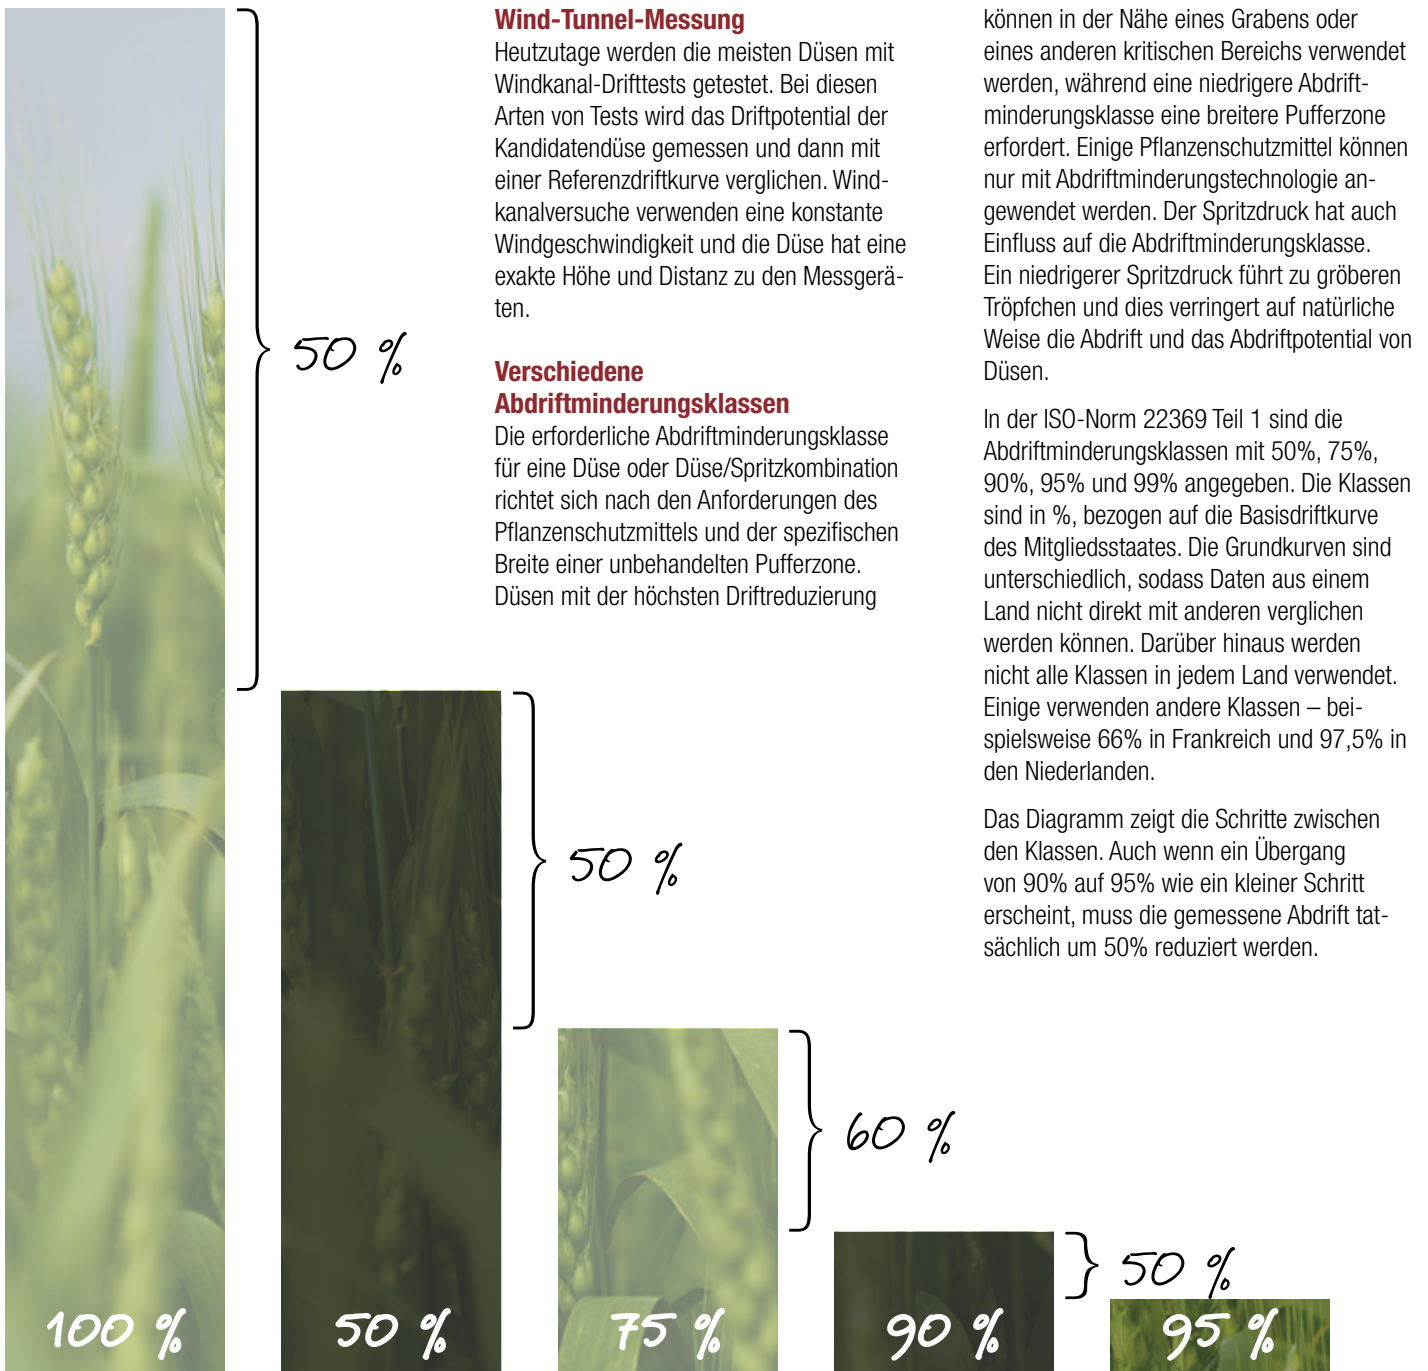 Wind-Tunnel-Messung
Heutzutage werden die meisten Düsen mit
Windkanal-Drifttests getestet. Bei diesen
Arten von Tests wird das Driftpotential der
Kandidatendüse gemessen und dann mit
einer Referenzdriftkurve verglichen. Wind-
kanalversuche verwenden eine konstante
Windgeschwindigkeit und die Düse hat eine
exakte Höhe und Distanz zu den Messgerä-
ten.
Verschiedene
Abdriftminderungsklassen
Die erforderliche Abdriftminderungsklasse
für eine Düse oder Düse/Spritzkombination
richtet sich nach den Anforderungen des
Pflanzenschutzmittels und der spezifischen
Breite einer unbehandelten Pufferzone.
Düsen mit der höchsten Driftreduzierung
können in der Nähe eines Grabens oder
eines anderen kritischen Bereichs verwendet
werden, während eine niedrigere Abdrift-
minderungsklasse eine breitere Pufferzone
erfordert. Einige Pflanzenschutzmittel können
nur mit Abdriftminderungstechnologie an-
gewendet werden. Der Spritzdruck hat auch
Einfluss auf die Abdriftminderungsklasse.
Ein niedrigerer Spritzdruck führt zu gröberen
Tröpfchen und dies verringert auf natürliche
Weise die Abdrift und das Abdriftpotential von
Düsen.
In der ISO-Norm 22369 Teil 1 sind die
Abdriftminderungsklassen mit 50%, 75%,
90%, 95% und 99% angegeben. Die Klassen
sind in %, bezogen auf die Basisdriftkurve
des Mitgliedsstaates. Die Grundkurven sind
unterschiedlich, sodass Daten aus einem
Land nicht direkt mit anderen verglichen
werden können. Darüber hinaus werden
nicht alle Klassen in jedem Land verwendet.
Einige verwenden andere Klassen – bei-
spielsweise 66% in Frankreich und 97,5% in
den Niederlanden.
Das Diagramm zeigt die Schritte zwischen
den Klassen. Auch wenn ein Übergang
von 90% auf 95% wie ein kleiner Schritt
erscheint, muss die gemessene Abdrift tat-
sächlich um 50% reduziert werden.
50 %
50 %
60 %
50 %
100 %
50 %
75 %
90 %
95 %